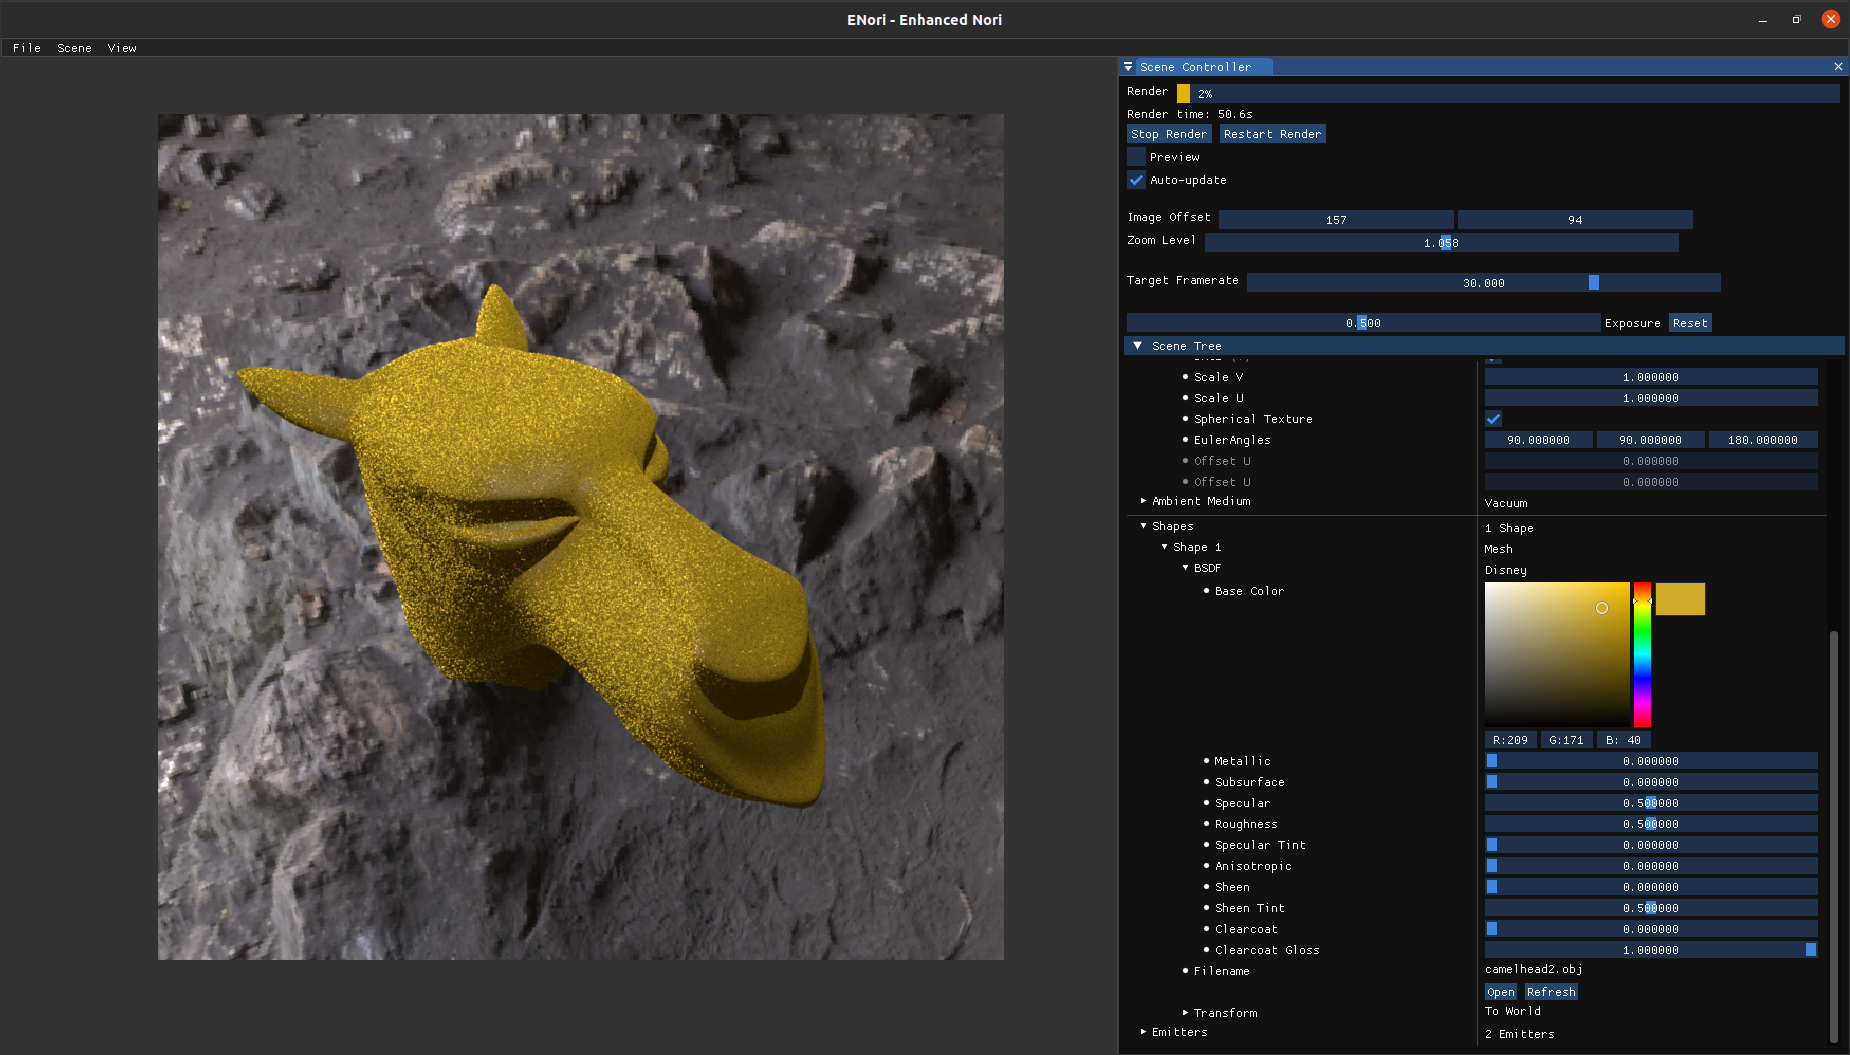 ENori - Enhanced Nori
File Scene View
Scene Controller
Render 2%
Render time: 50.6s
Stop Render Restart Render
Preview
Auto-update
Image Offset 157 94
Zoom Level 1.058
Target Framerate 30.000
0.500 Exposure Reset
Scene Tree
Scale V 1.000000
Scale U 1.000000
Spherical Texture
EulerAngles 90.000000 90.000000 180.000000
Offset U 0.000000
Offset U 0.000000
Ambient Medium Vacuum
Shapes 1 Shape
Shape 1 Mesh
BSDF Disney
Base Color
R:209 G:171 B: 40
Metallic 0.000000
Subsurface 0.000000
Specular 0.500000
Roughness 0.500000
Specular Tint 0.000000
Anisotropic 0.000000
Sheen 0.000000
Sheen Tint 0.500000
Clearcoat 0.000000
Clearcoat Gloss 1.000000
Filename camelhead2.obj
Open Refresh
Transform To World
Emitters 2 Emitters